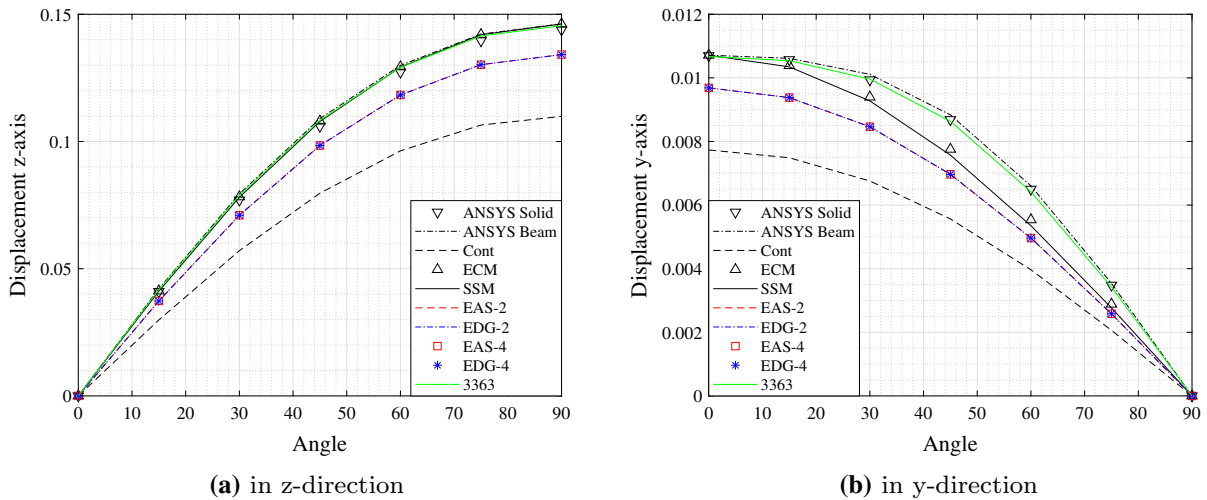 0.15
0.1
0.05
0
Displacement z-axis
0 10 20 30 40 50 60 70 80 90
Angle
ANSYS Solid
ANSYS Beam
Cont
ECM
SSM
EAS-2
EDG-2
EAS-4
EDG-4
3363
(a) in z-direction
0.012
0.01
0.008
0.006
0.004
0.002
0
Displacement y-axis
0 10 20 30 40 50 60 70 80 90
Angle
ANSYS Solid
ANSYS Beam
Cont
ECM
SSM
EAS-2
EDG-2
EAS-4
EDG-4
3363
(b) in y-direction